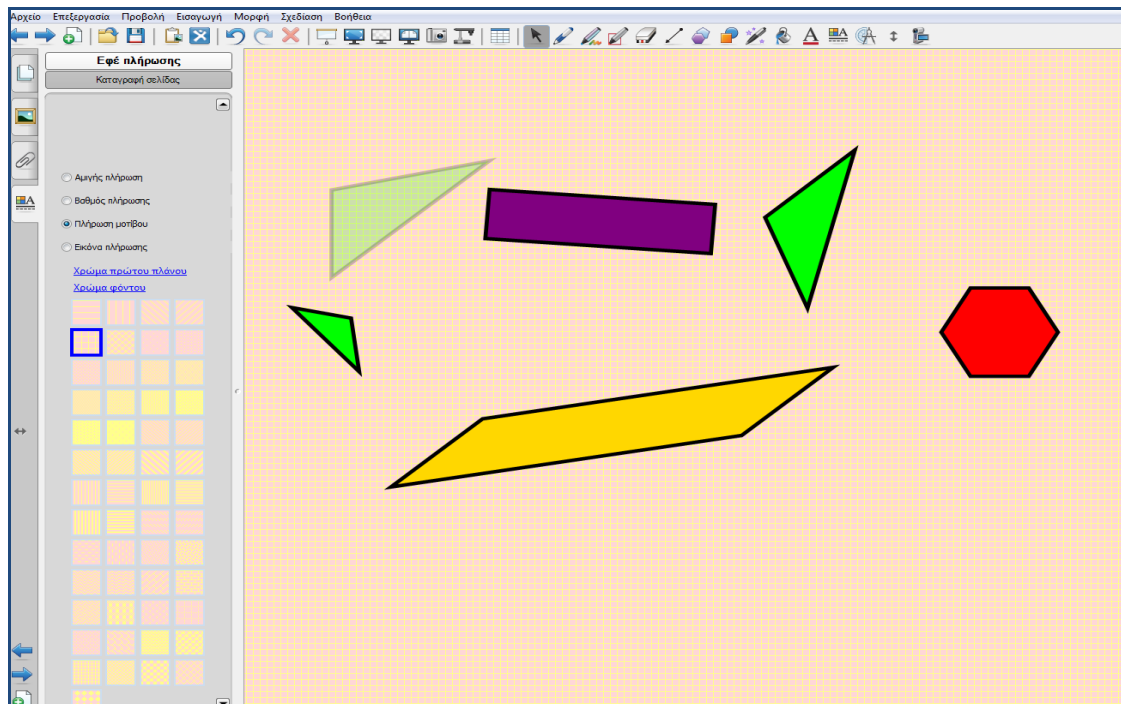 Αρχείο Επεξεργασία Προβολή Εισαγωγή Μορφή Σχεδίαση Βοήθεια
Εφέ πλήρωσης
Καταγραφή σελίδας
Αμιγής πλήρωση
Βαθμός πλήρωσης
Πλήρωση μοτίβου
Εικόνα πλήρωσης
Χρώμα πρώτου πλάνου
Χρώμα φόντου